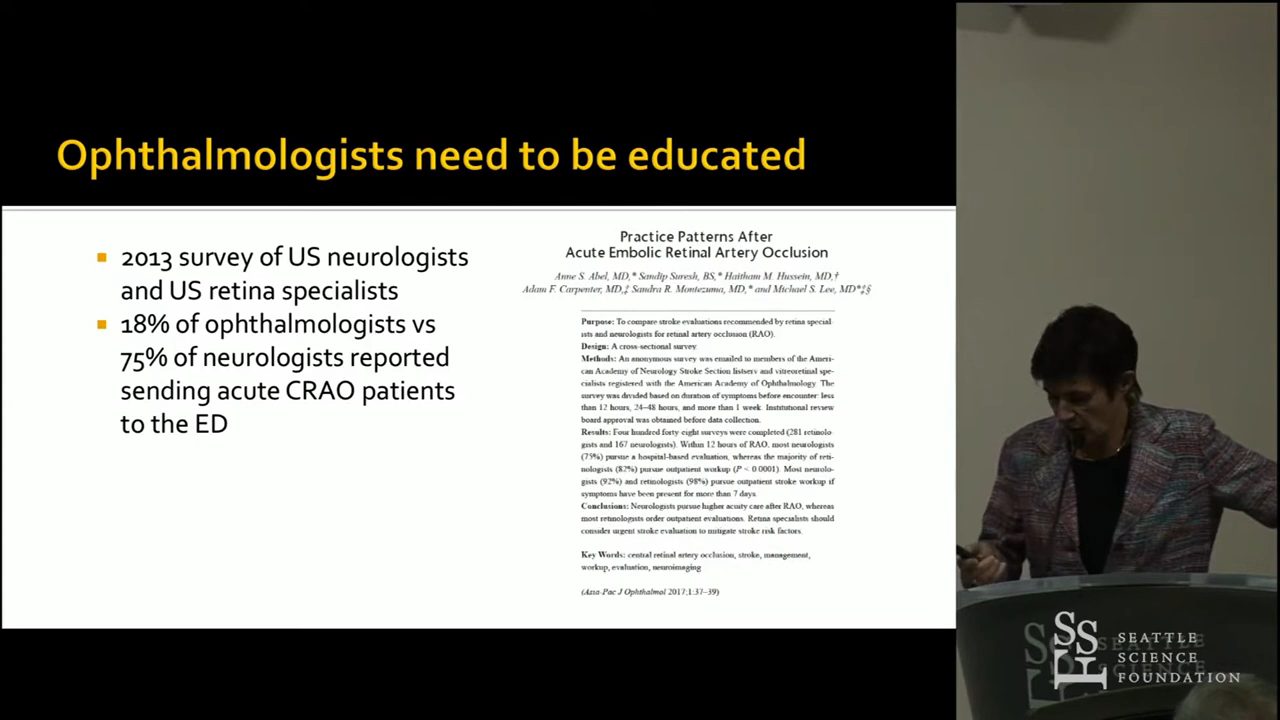 Ophthalmologists need to be educated
2013 survey of US neurologists
and US retina specialists
18% of ophthalmologists vs
75% of neurologists reported
sending acute CRAO patients
to the ED
Practice Patterns After
Acute Embolic Retinal Artery Occlusion
Anne S. Abel, MD,* Sandip Suresh, BS,* Haitham M. Hussein, MD,†
Adam F. Carpenter, MD,‡ Sandra R. Montezuma, MD,* and Michael S. Lee, MD*‡§
Purpose: To compare stroke evaluations recommended by retina special-
ists and neurologists for retinal artery occlusion (RAO).
Design: A cross-sectional survey.
Methods: An anonymous survey was emailed to members of the Ameri-
can Academy of Neurology Stroke Section listserv and vitreoretinal spe-
cialists registered with the American Academy of Ophthalmology. The
survey was divided based on duration of symptoms before encounter: less
than 12 hours, 24–48 hours, and more than 1 week. Institutional review
board approval was obtained before data collection.
Results: Four hundred forty-eight surveys were completed (281 retinolo-
gists and 167 neurologists). Within 12 hours of RAO, most neurologists
(75%) pursue a hospital-based evaluation, whereas the majority of reti-
nologists (82%) pursue outpatient workup (P < 0.0001). Most neurolo-
gists (92%) and retinologists (98%) pursue outpatient stroke workup if
symptoms have been present for more than 7 days.
Conclusions: Neurologists pursue higher acuity care after RAO, whereas
most retinologists order outpatient evaluations. Retina specialists should
consider urgent stroke evaluation to mitigate stroke risk factors.
Key Words: central retinal artery occlusion, stroke, management,
workup, evaluation, neuroimaging
(Asia-Pac J Ophthalmol 2017;1:37–39)
SSF
SEATTLE
SCIENCE
FOUNDATION